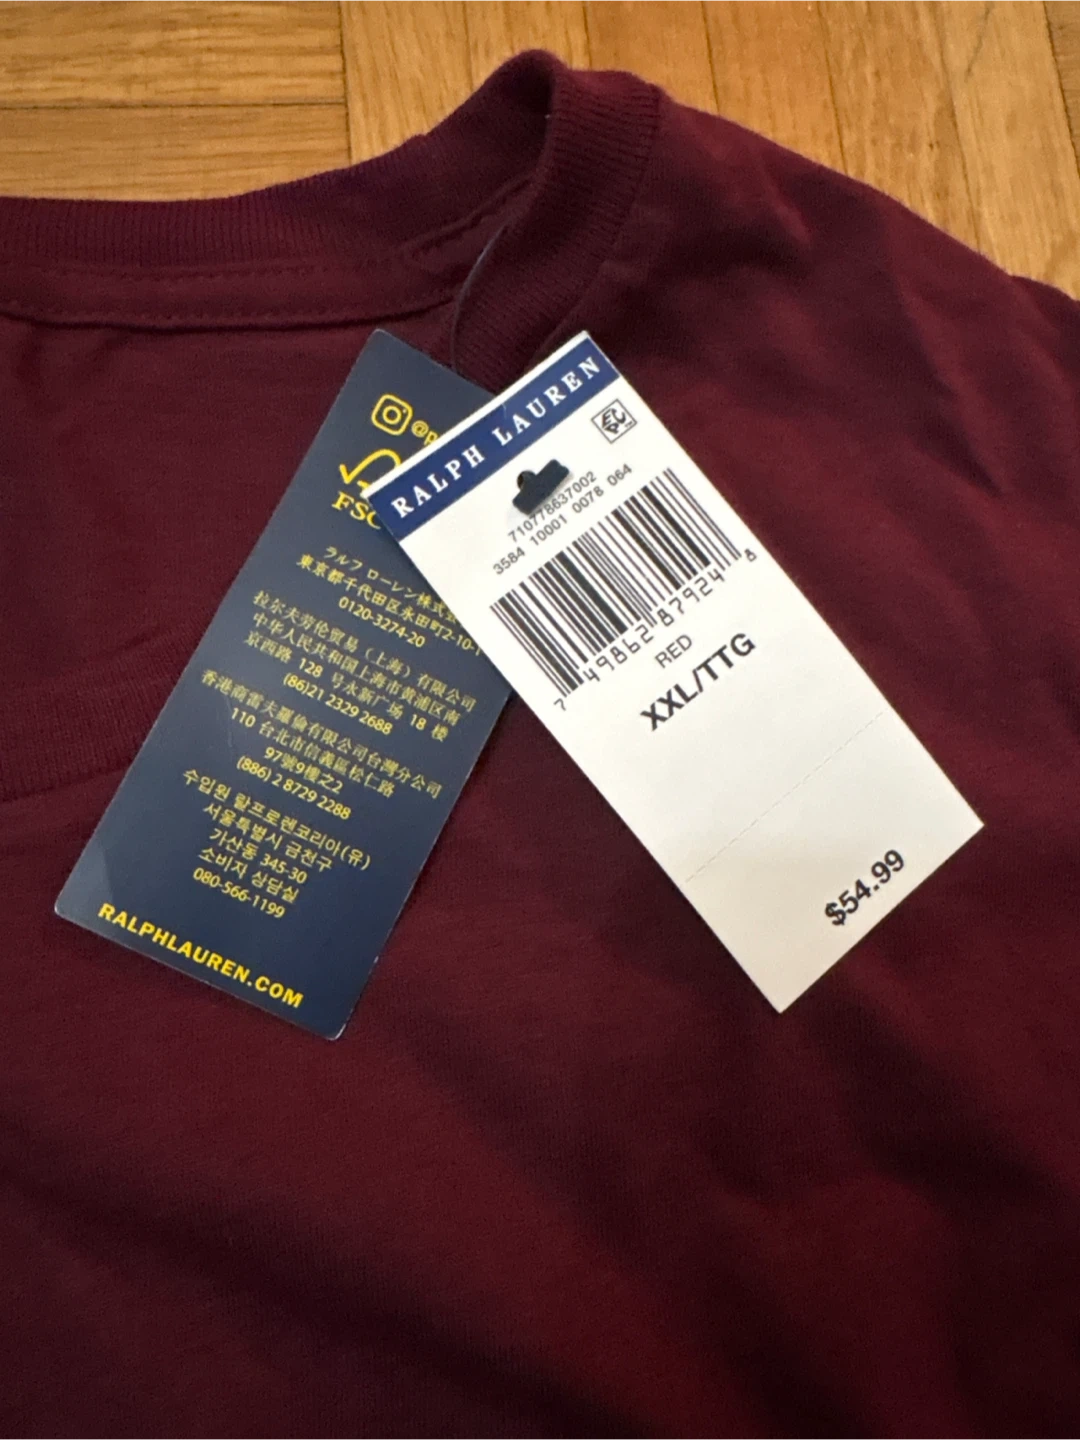 @p
FSC
ラルフ ローレン株式会
東京都千代田区永田町2-10-1
0120-3274-20
拉尔夫劳伦贸易（上海）有限公司
中华人民共和国上海市黄浦区南
京西路 128 号永新广场 18 楼
(86)21 2329 2688
香港商雷夫羅倫有限公司台灣分公司
110 台北市信義區松仁路
97號9樓之2
(886) 2 8729 2288
수입원 랄프로렌코리아(유)
서울특별시 금천구
가산동 345-30
소비자 상담실
080-566-1199
RALPHLAUREN.COM
RALPH LAUREN
710778637002
3584 10001 0078 064
7 49862 87924 8
RED
XXL/TTG
$54.99